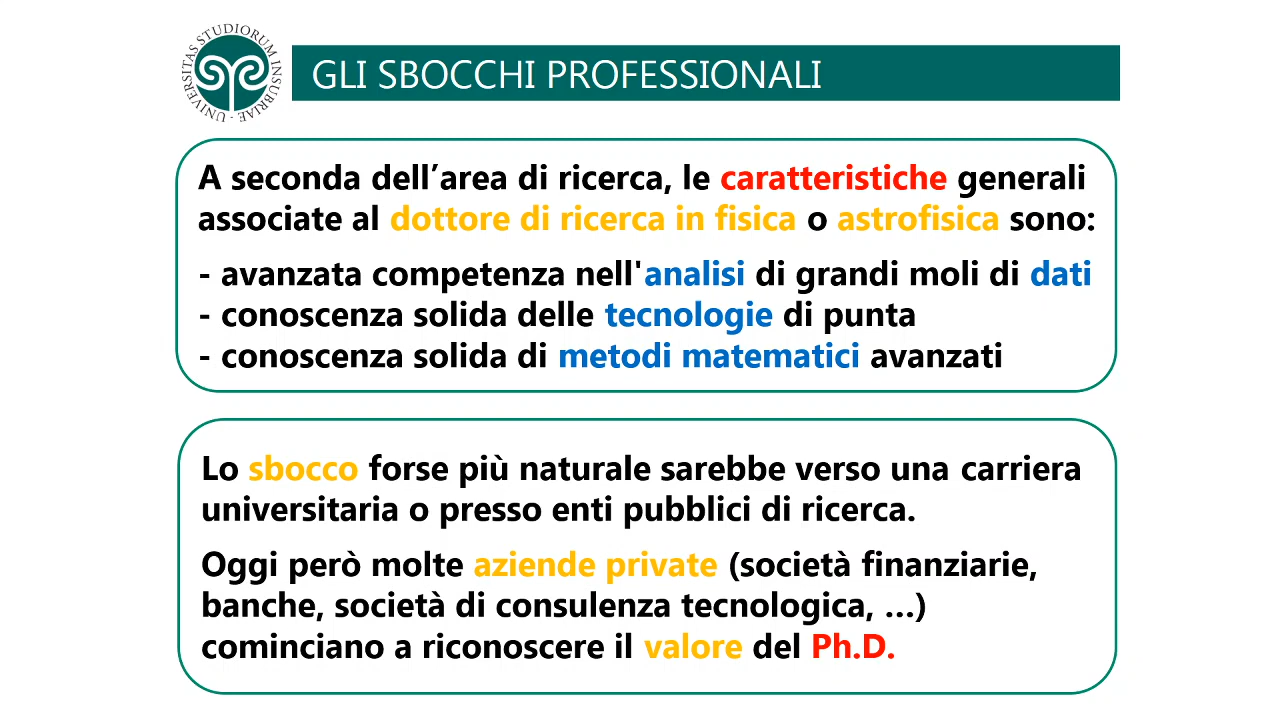 UNIVERSITAS STUDIORUM INSUBRIAE
GLI SBOCCHI PROFESSIONALI
A seconda dell’area di ricerca, le caratteristiche generali
associate al dottore di ricerca in fisica o astrofisica sono:
- avanzata competenza nell'analisi di grandi moli di dati
- conoscenza solida delle tecnologie di punta
- conoscenza solida di metodi matematici avanzati
Lo sbocco forse più naturale sarebbe verso una carriera
universitaria o presso enti pubblici di ricerca.
Oggi però molte aziende private (società finanziarie,
banche, società di consulenza tecnologica, …)
cominciano a riconoscere il valore del Ph.D.